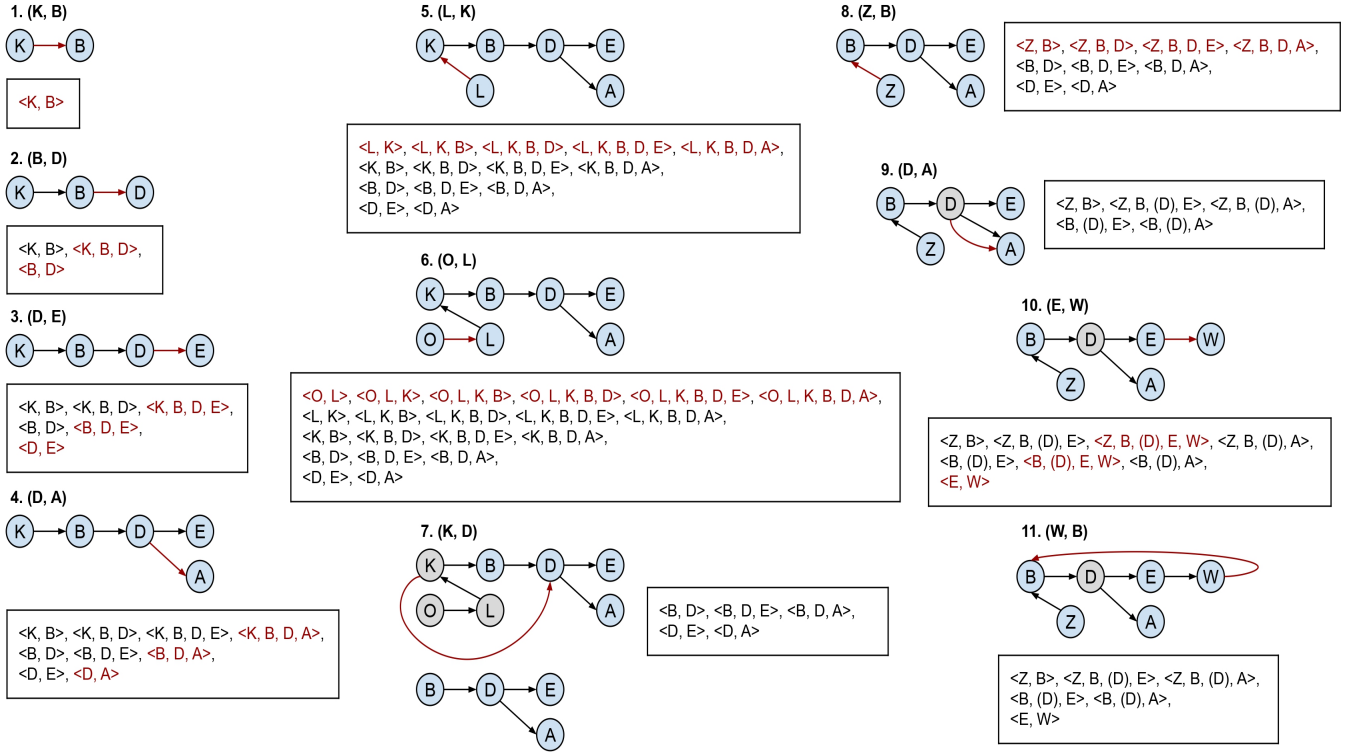 1. (K, B)
K B
<K, B>
2. (B, D)
K B D
<K, B>, <K, B, D>,
<B, D>
3. (D, E)
K B D E
<K, B>, <K, B, D>, <K, B, D, E>,
<B, D>, <B, D, E>,
<D, E>
4. (D, A)
K B D E
A
<K, B>, <K, B, D>, <K, B, D, E>, <K, B, D, A>,
<B, D>, <B, D, E>, <B, D, A>,
<D, E>, <D, A>
5. (L, K)
K B D E
L A
<L, K>, <L, K, B>, <L, K, B, D>, <L, K, B, D, E>, <L, K, B, D, A>,
<K, B>, <K, B, D>, <K, B, D, E>, <K, B, D, A>,
<B, D>, <B, D, E>, <B, D, A>,
<D, E>, <D, A>
6. (O, L)
K B D E
O L A
<O, L>, <O, L, K>, <O, L, K, B>, <O, L, K, B, D>, <O, L, K, B, D, E>, <O, L, K, B, D, A>,
<L, K>, <L, K, B>, <L, K, B, D>, <L, K, B, D, E>, <L, K, B, D, A>,
<K, B>, <K, B, D>, <K, B, D, E>, <K, B, D, A>,
<B, D>, <B, D, E>, <B, D, A>,
<D, E>, <D, A>
7. (K, D)
K B D E
O L A
<B, D>, <B, D, E>, <B, D, A>,
<D, E>, <D, A>
B D E
A
8. (Z, B)
B D E
Z A
<Z, B>, <Z, B, D>, <Z, B, D, E>, <Z, B, D, A>,
<B, D>, <B, D, E>, <B, D, A>,
<D, E>, <D, A>
9. (D, A)
B D E
Z A
<Z, B>, <Z, B, (D), E>, <Z, B, (D), A>,
<B, (D), E>, <B, (D), A>
10. (E, W)
B D E W
Z A
<Z, B>, <Z, B, (D), E>, <Z, B, (D), E, W>, <Z, B, (D), A>,
<B, (D), E>, <B, (D), E, W>, <B, (D), A>,
<E, W>
11. (W, B)
B D E W
Z A
<Z, B>, <Z, B, (D), E>, <Z, B, (D), A>,
<B, (D), E>, <B, (D), A>,
<E, W>